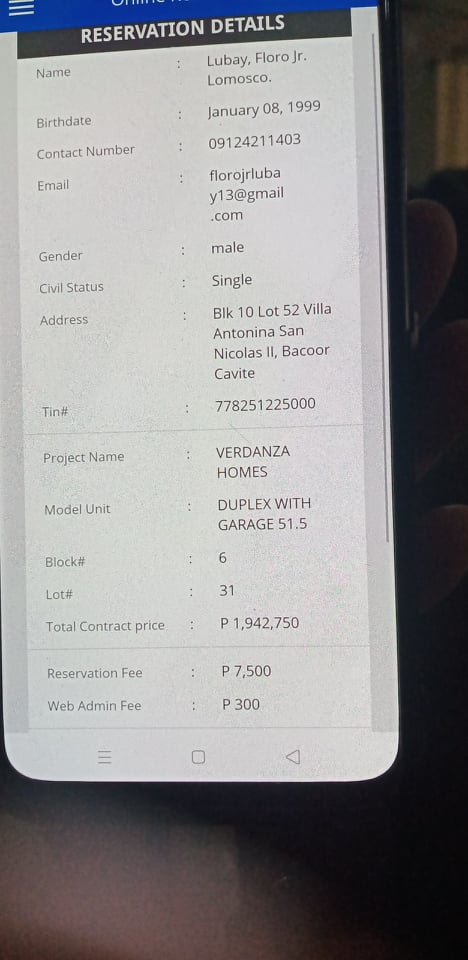 RESERVATION DETAILS
Name : Lubay, Floro Jr.
Lomosco.
Birthdate : January 08, 1999
Contact Number : 09124211403
Email : florojrluba
y13@gmail
.com
Gender : male
Civil Status : Single
Address : Blk 10 Lot 52 Villa
Antonina San
Nicolas II, Bacoor
Cavite
Tin# : 778251225000
Project Name : VERDANZA
HOMES
Model Unit : DUPLEX WITH
GARAGE 51.5
Block# : 6
Lot# : 31
Total Contract price : P 1,942,750
Reservation Fee : P 7,500
Web Admin Fee : P 300